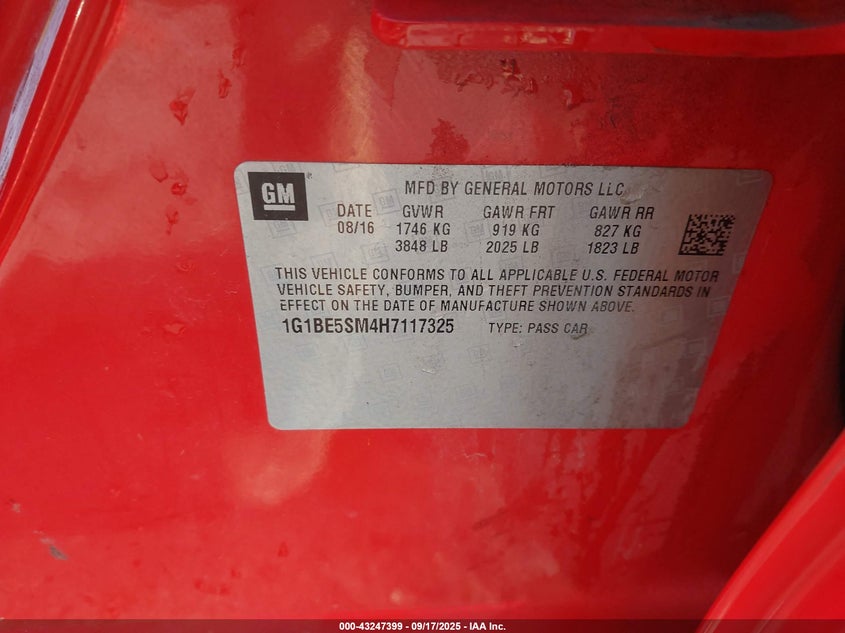 GM
MFD BY GENERAL MOTORS LLC
DATE GVWR GAWR FRT GAWR RR
08/16 1746 KG 919 KG 827 KG
3848 LB 2025 LB 1823 LB
THIS VEHICLE CONFORMS TO ALL APPLICABLE U.S. FEDERAL MOTOR
VEHICLE SAFETY, BUMPER, AND THEFT PREVENTION STANDARDS IN
EFFECT ON THE DATE OF MANUFACTURE SHOWN ABOVE.
1G1BE5SM4H7117325 TYPE: PASS CAR
000-43247399 - 09/17/2025 - IAA Inc.